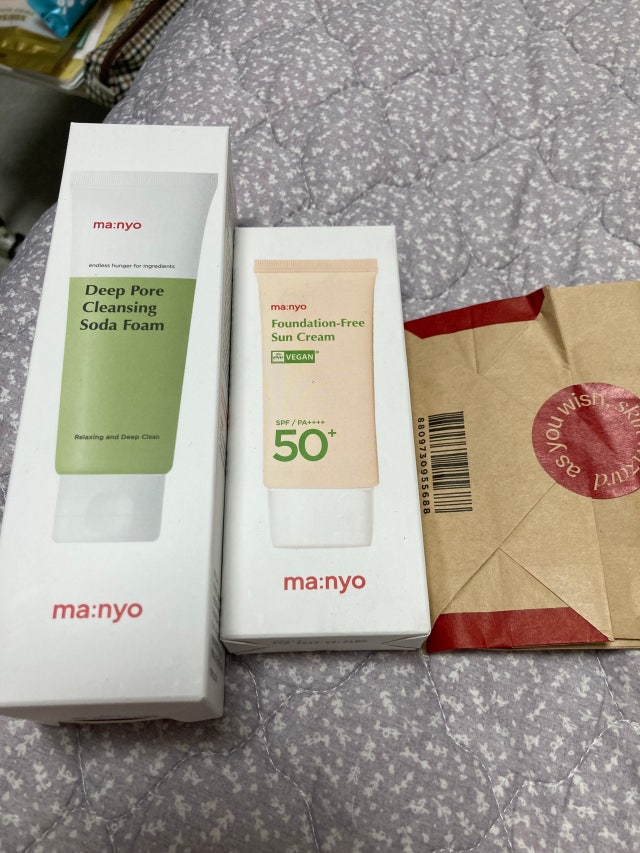 ma:nyo
endless hunger for ingredients
Deep Pore
Cleansing
Soda Foam
Relaxing and Deep Clean
ma:nyo
ma:nyo
Foundation-Free
Sun Cream
VEGAN
SPF / PA++++
50+
ma:nyo
8809730955688
as you wish,